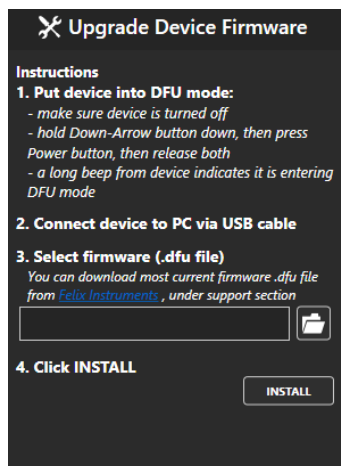 Upgrade Device Firmware
Instructions
1. Put device into DFU mode:
- make sure device is turned off
- hold Down-Arrow button down, then press
Power button, then release both
- a long beep from device indicates it is entering
DFU mode
2. Connect device to PC via USB cable
3. Select firmware (.dfu file)
You can download most current firmware .dfu file
from Felix Instruments , under support section
4. Click INSTALL
INSTALL